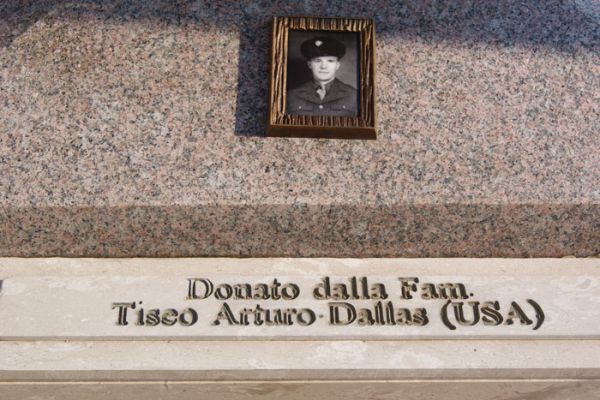 Donato dalla Fam.
Tiseo Arturo·Dallas (USA)